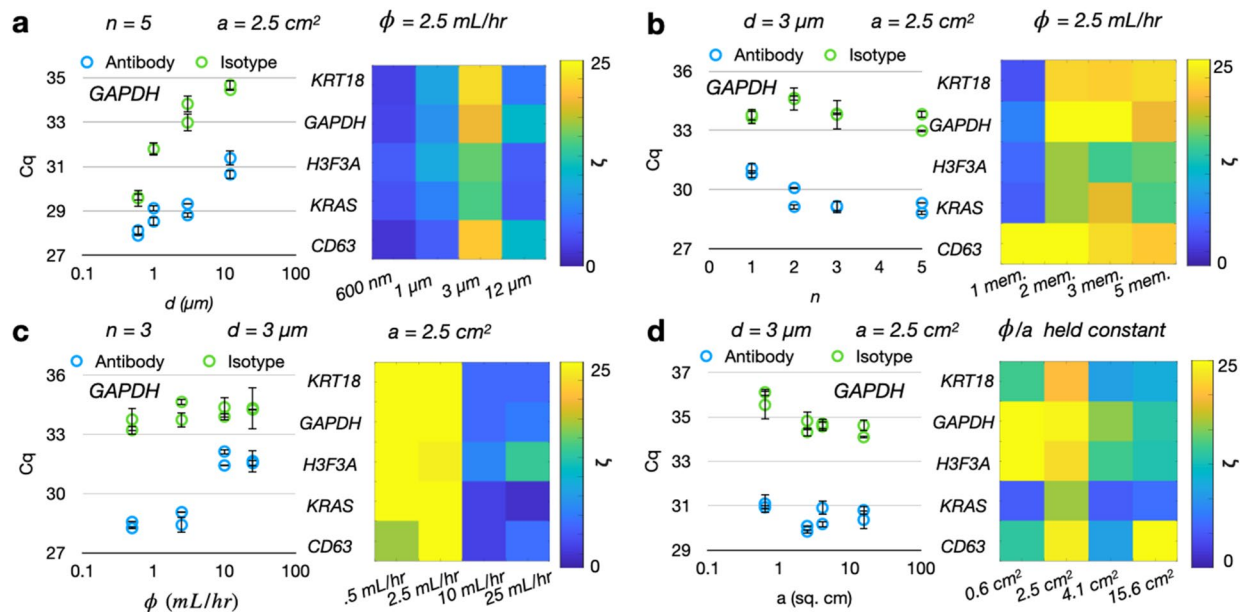 a
n = 5
a = 2.5 cm²
ϕ = 2.5 mL/hr
Antibody
Isotype
GAPDH
35
33
31
29
27
Cq
0.1
1
10
100
d (µm)
KRT18
GAPDH
H3F3A
KRAS
CD63
600 nm
1 µm
3 µm
12 µm
25
0
ζ
b
d = 3 µm
a = 2.5 cm²
ϕ = 2.5 mL/hr
Antibody
Isotype
GAPDH
36
33
30
27
Cq
0
1
2
3
4
5
n
KRT18
GAPDH
H3F3A
KRAS
CD63
1 mem.
2 mem.
3 mem.
5 mem.
25
0
ζ
c
n = 3
d = 3 µm
a = 2.5 cm²
Antibody
Isotype
GAPDH
36
33
30
27
Cq
0.1
1
10
100
ϕ (mL/hr)
KRT18
GAPDH
H3F3A
KRAS
CD63
.5 mL/hr
2.5 mL/hr
10 mL/hr
25 mL/hr
25
0
ζ
d
d = 3 µm
a = 2.5 cm²
ϕ/a held constant
Antibody
Isotype
GAPDH
37
35
33
31
29
Cq
0.1
1
10
100
a (sq. cm)
KRT18
GAPDH
H3F3A
KRAS
CD63
0.6 cm²
2.5 cm²
4.1 cm²
15.6 cm²
25
0
ζ